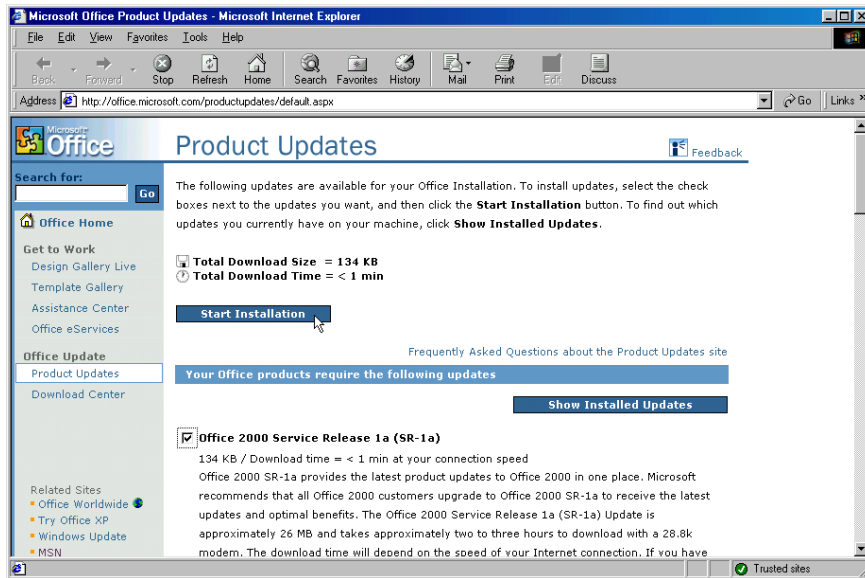 Microsoft Office Product Updates - Microsoft Internet Explorer
File Edit View Favorites Tools Help
Back Forward Stop Refresh Home Search Favorites History Mail Print Edit Discuss
Address http://office.microsoft.com/productupdates/default.aspx Go Links »
Microsoft
Office
Product Updates
Feedback
Search for:
Go
Office Home
Get to Work
Design Gallery Live
Template Gallery
Assistance Center
Office eServices
Office Update
Product Updates
Download Center
Related Sites
Office Worldwide
Try Office XP
Windows Update
MSN
The following updates are available for your Office Installation. To install updates, select the check
boxes next to the updates you want, and then click the Start Installation button. To find out which
updates you currently have on your machine, click Show Installed Updates.
Total Download Size = 134 KB
Total Download Time = < 1 min
Start Installation
Frequently Asked Questions about the Product Updates site
Your Office products require the following updates
Show Installed Updates
Office 2000 Service Release 1a (SR-1a)
134 KB / Download time = < 1 min at your connection speed
Office 2000 SR-1a provides the latest product updates to Office 2000 in one place. Microsoft
recommends that all Office 2000 customers upgrade to Office 2000 SR-1a to receive the latest
updates and optimal benefits. The Office 2000 Service Release 1a (SR-1a) Update is
approximately 26 MB and takes approximately two to three hours to download with a 28.8k
modem. The download time will depend on the speed of your Internet connection. If you have
Trusted sites